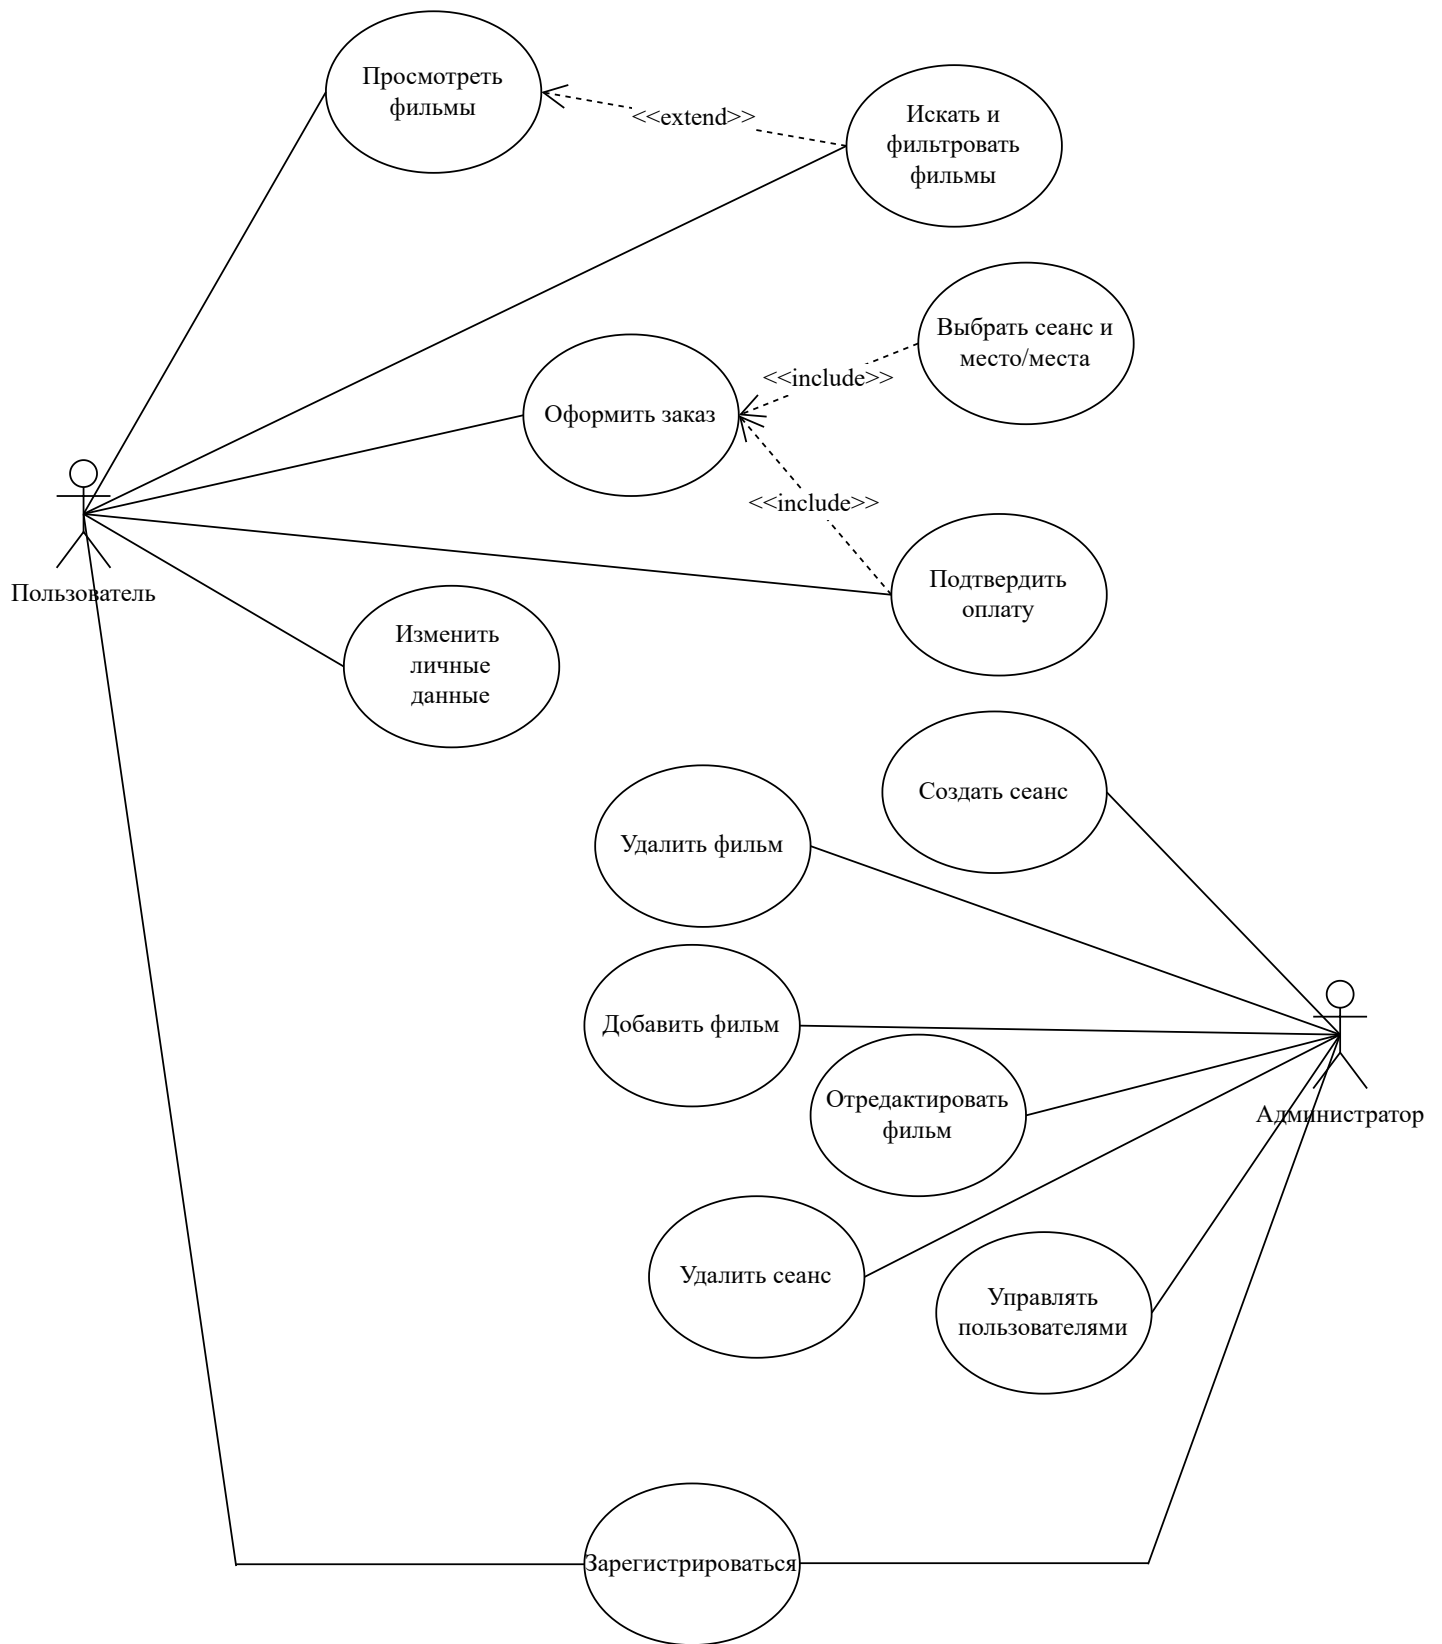 Просмотреть
фильмы
<<extend>>
Искать и
фильтровать
фильмы
Выбрать сеанс и
место/места
<<include>>
Оформить заказ
<<include>>
Подтвердить
оплату
Пользователь
Изменить
личные
данные
Создать сеанс
Удалить фильм
Добавить фильм
Отредактировать
фильм
Администратор
Удалить сеанс
Управлять
пользователями
Зарегистрироваться